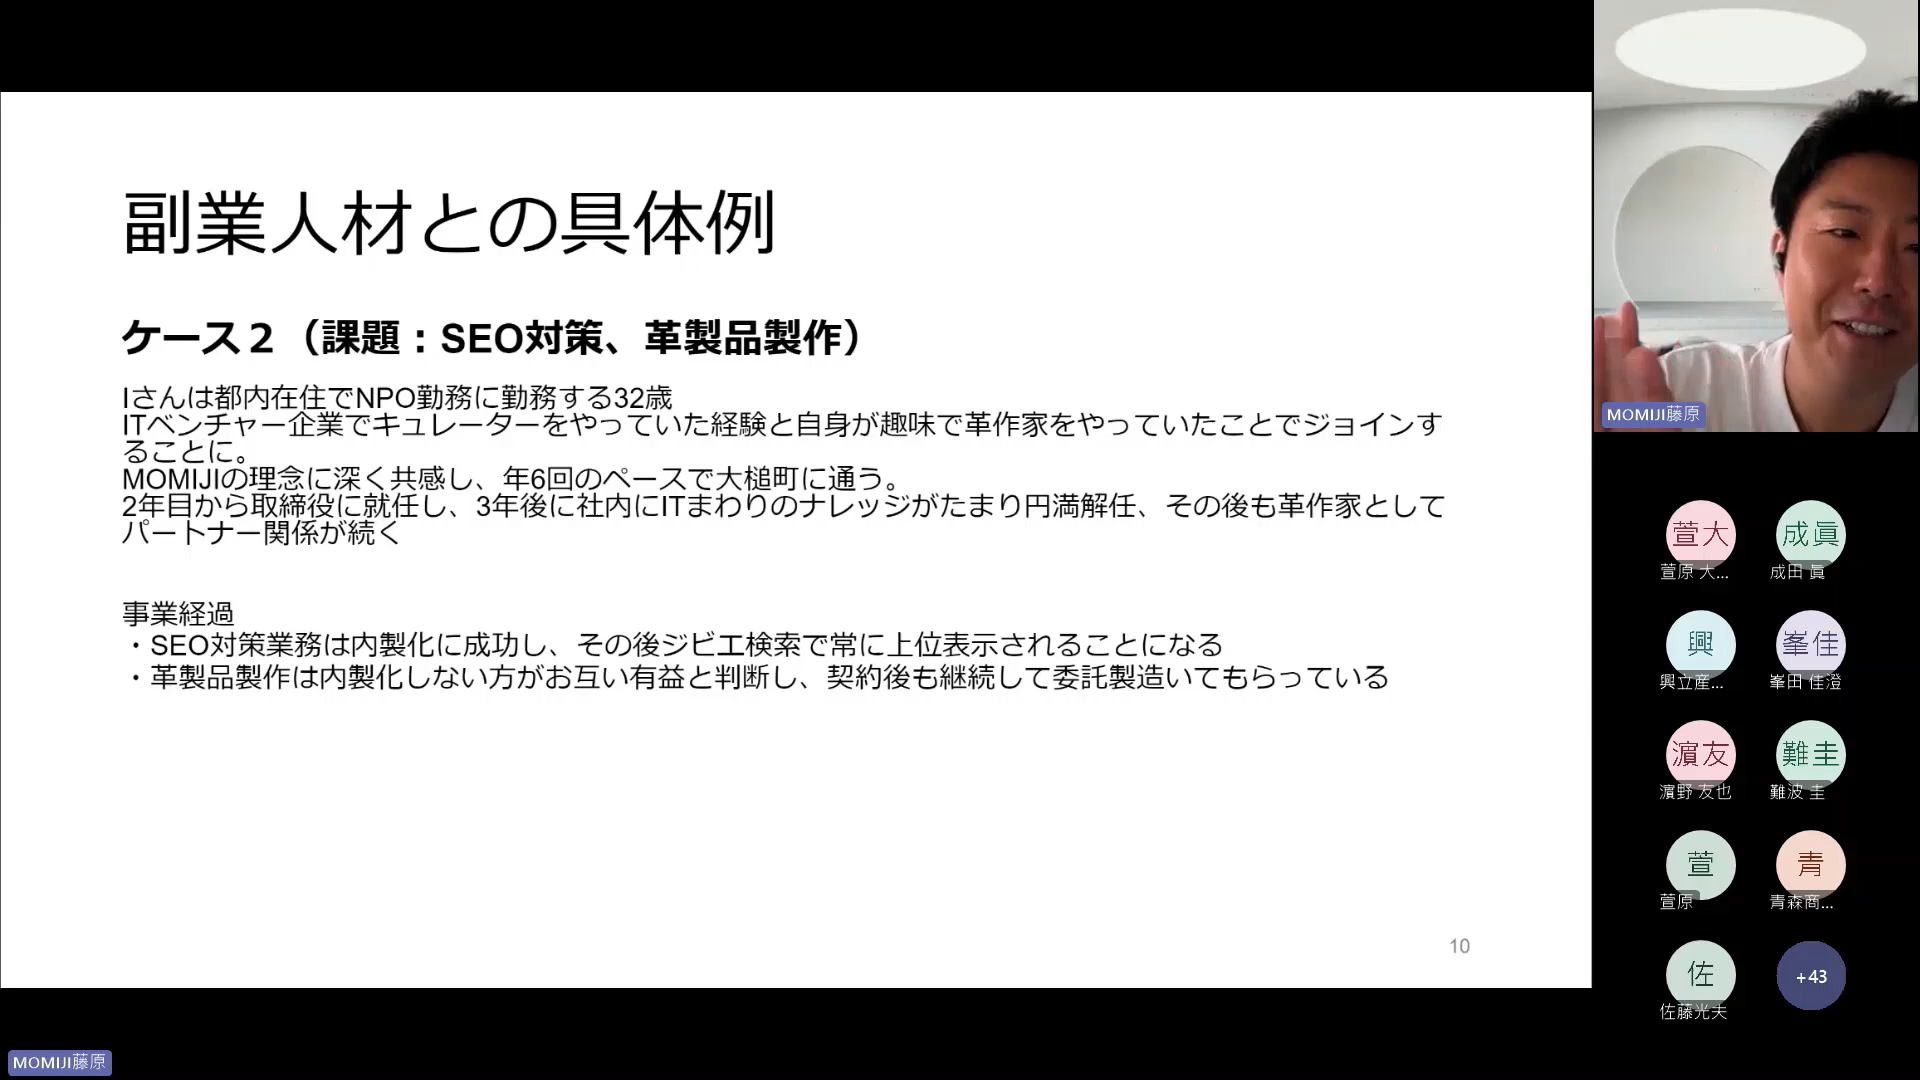 副業人材との具体例
ケース２（課題：SEO対策、革製品製作）
Iさんは都内在住でNPO勤務に勤務する32歳
ITベンチャー企業でキュレーターをやっていた経験と自身が趣味で革作家をやっていたことでジョインす
ることに。
MOMIJIの理念に深く共感し、年6回のペースで大槌町に通う。
2年目から取締役に就任し、3年後に社内にITまわりのナレッジがたまり円満解任、その後も革作家として
パートナー関係が続く
事業経過
・SEO対策業務は内製化に成功し、その後ジビエ検索で常に上位表示されることになる
・革製品製作は内製化しない方がお互い有益と判断し、契約後も継続して委託製造いてもらっている
10
MOMIJI藤原
萱大
萱原 大...
成眞
成田 眞
興
興立産...
峯佳
峯田 佳澄
濵友
濵野 友也
難圭
難波 圭
萱
萱原
青
青森商...
佐
佐藤光夫
+43
MOMIJI藤原